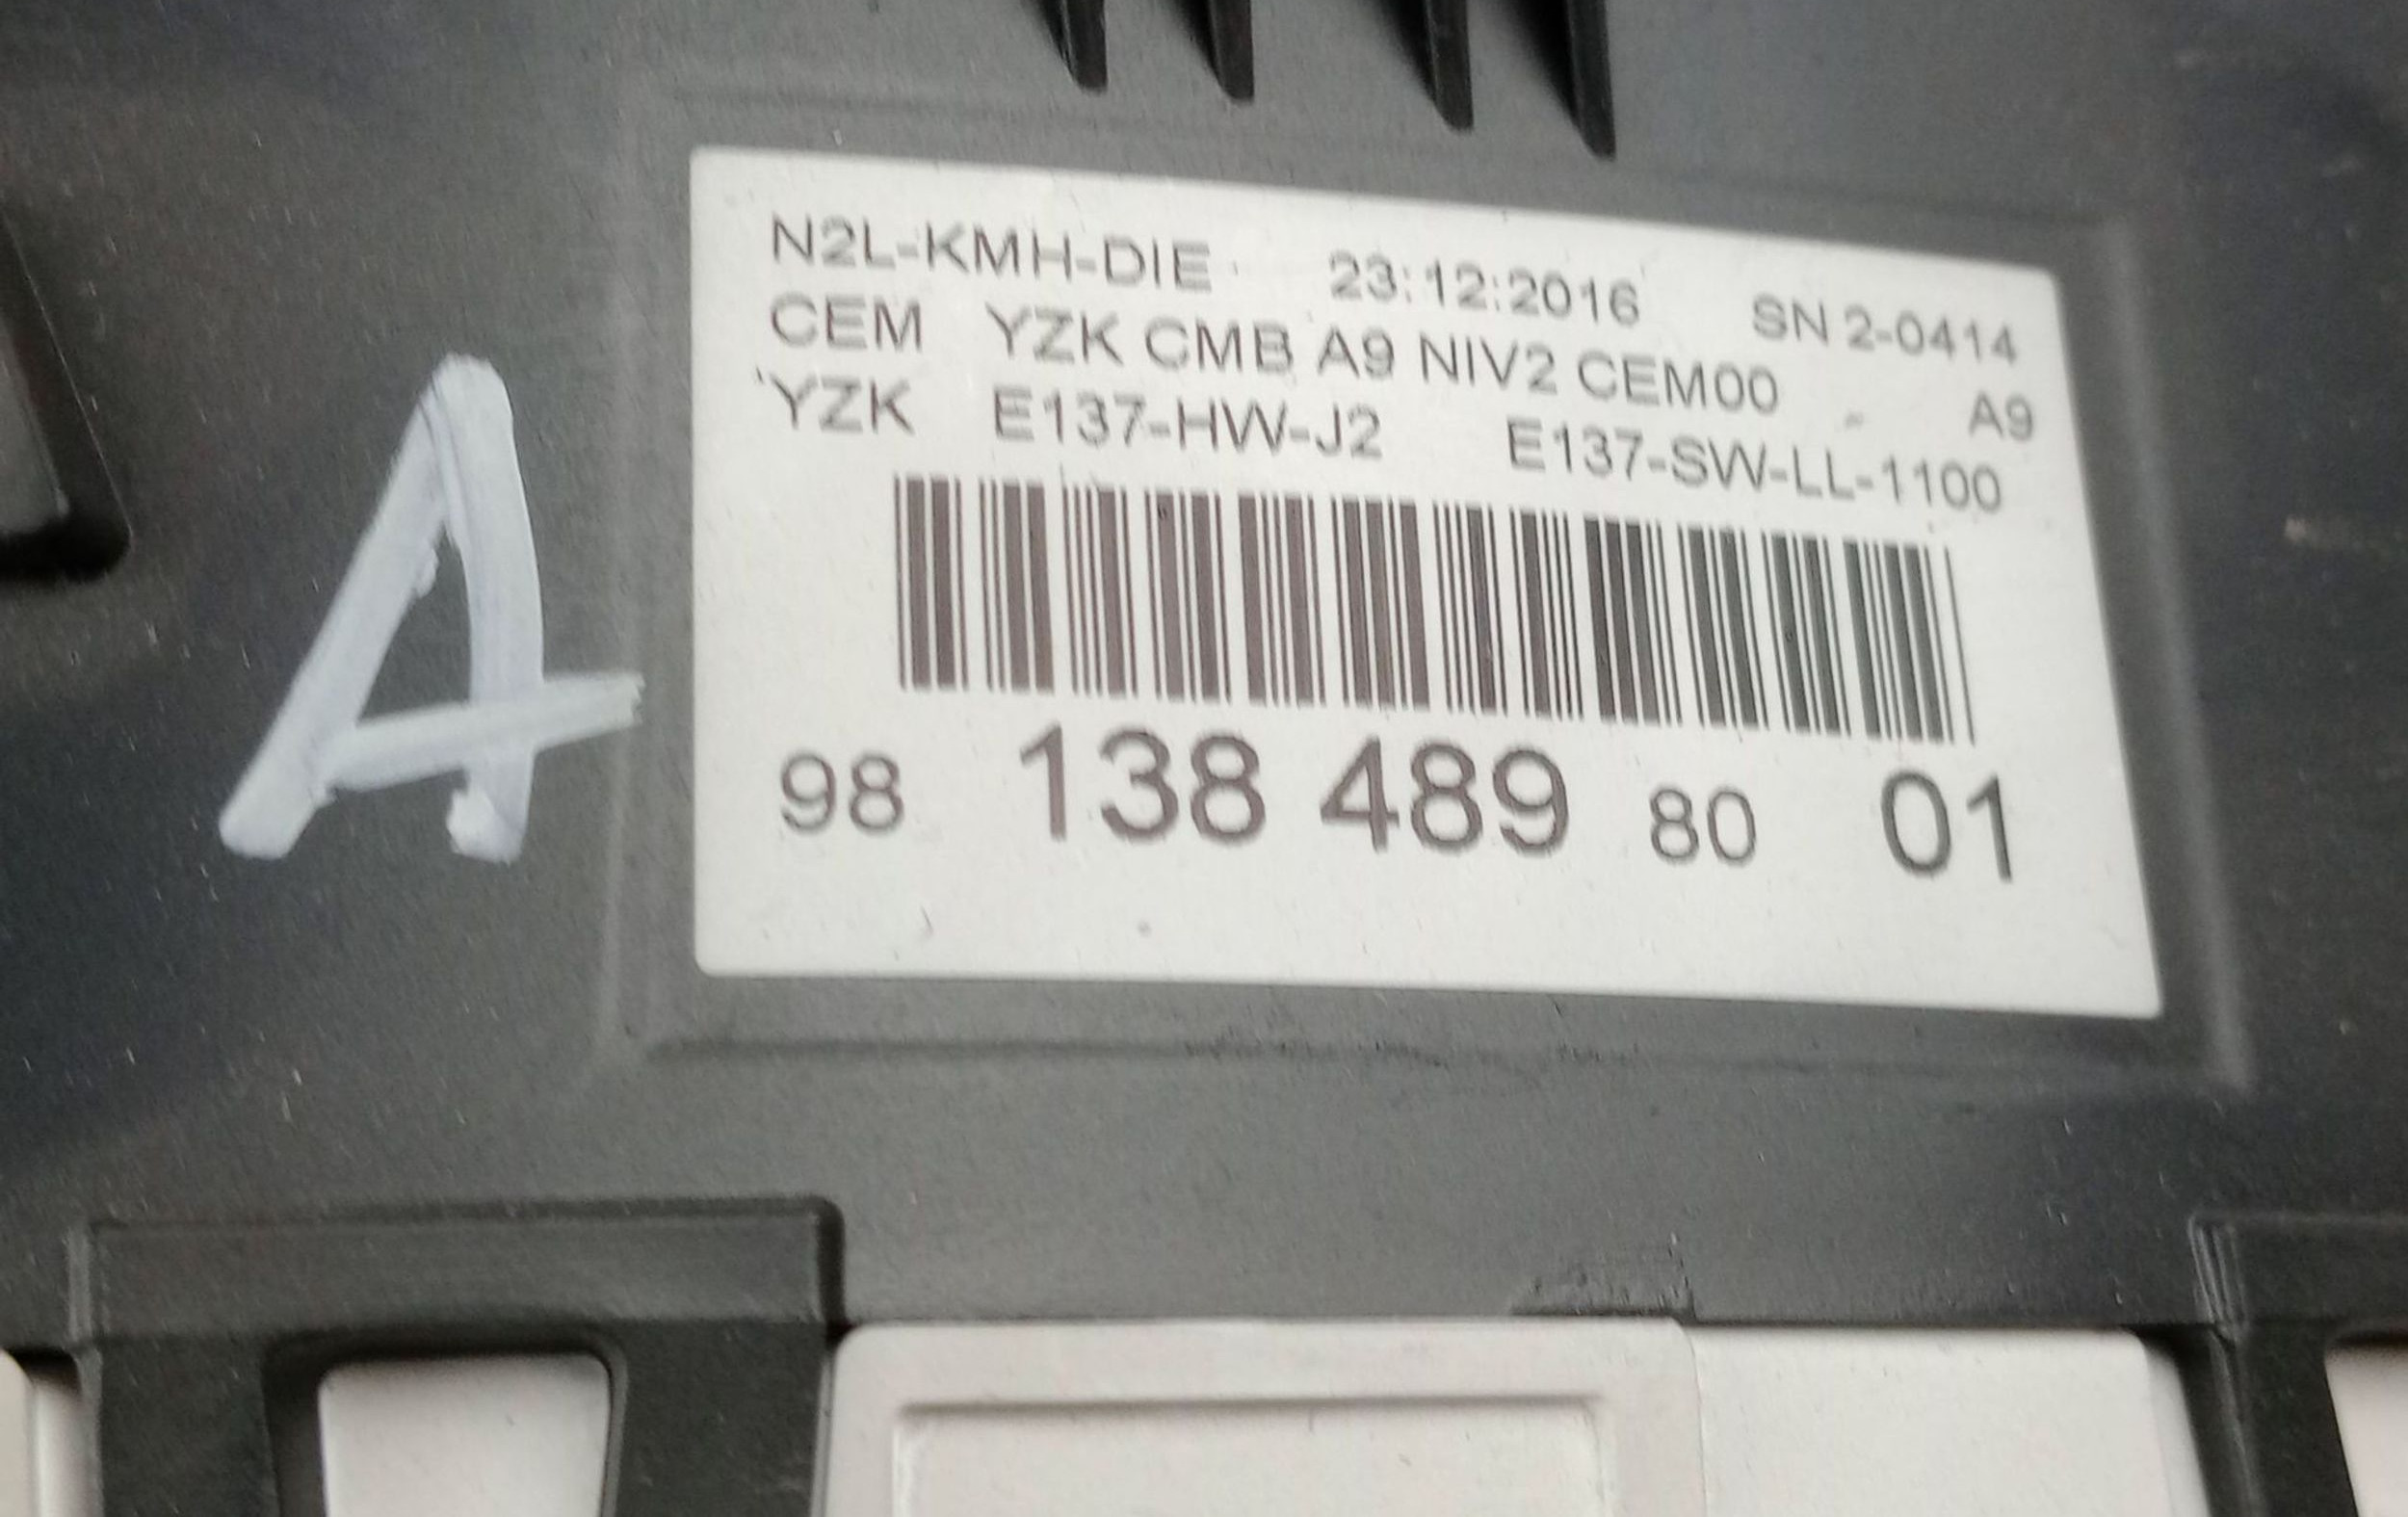 N2L-KMH-DIE 23:12:2016 SN 2-0414
CEM YZK CMB A9 NIV2 CEM00 A9
YZK E137-HW-J2 E137-SW-LL-1100
98 138 489 80 01
A